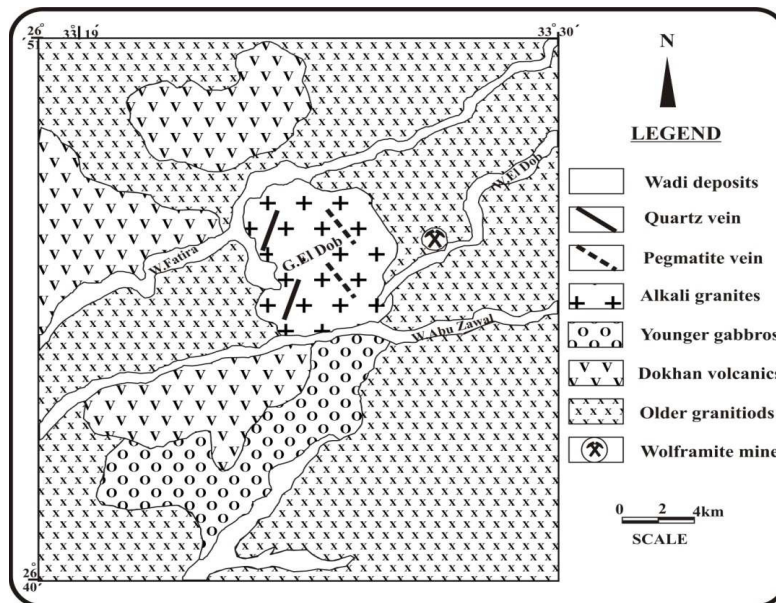 26° 33° 19' 33° 30'
51'
N
LEGEND
W.El Dob
Wadi deposits
Quartz vein
G.El Dob
W.Fatira
Pegmatite vein
Alkali granites
W Abu Zawal
Younger gabbros
Dokhan volcanics
Older granitiods
Wolframite mine
0 2 4km
SCALE
26°
40'